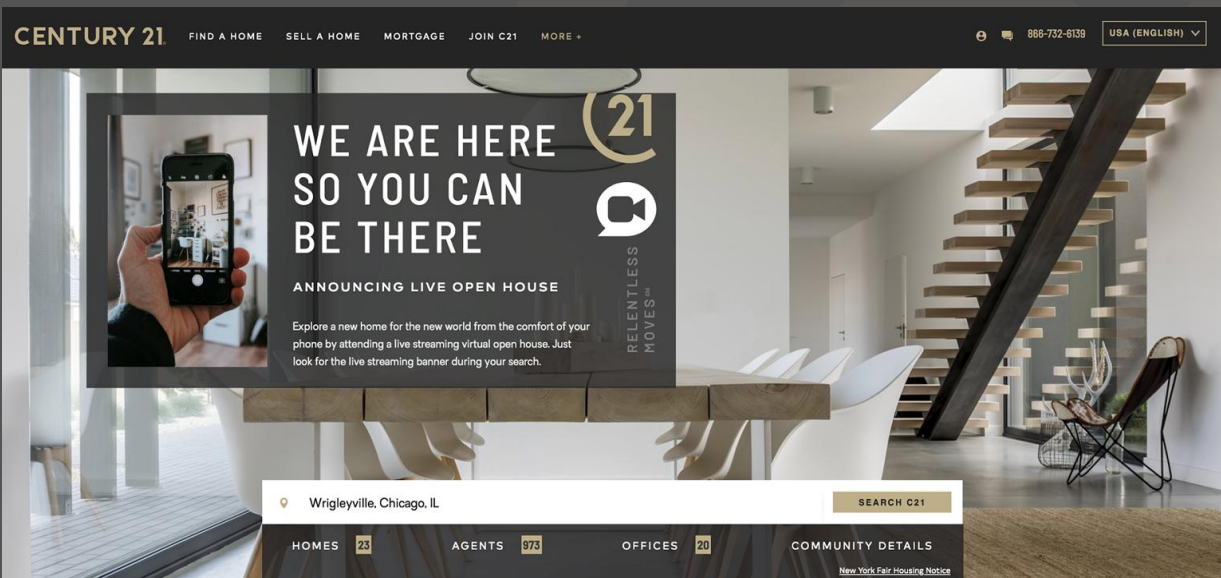 CENTURY 21
FIND A HOME
SELL A HOME
MORTGAGE
JOIN C21
MORE +
866-732-6139
USA (ENGLISH)
WE ARE HERE
SO YOU CAN
BE THERE
21
ANNOUNCING LIVE OPEN HOUSE
RELENTLESS
MOVES
Explore a new home for the new world from the comfort of your
phone by attending a live streaming virtual open house. Just
look for the live streaming banner during your search.
Wrigleyville, Chicago, IL
SEARCH C21
HOMES 23
AGENTS 973
OFFICES 20
COMMUNITY DETAILS
New York Fair Housing Notice